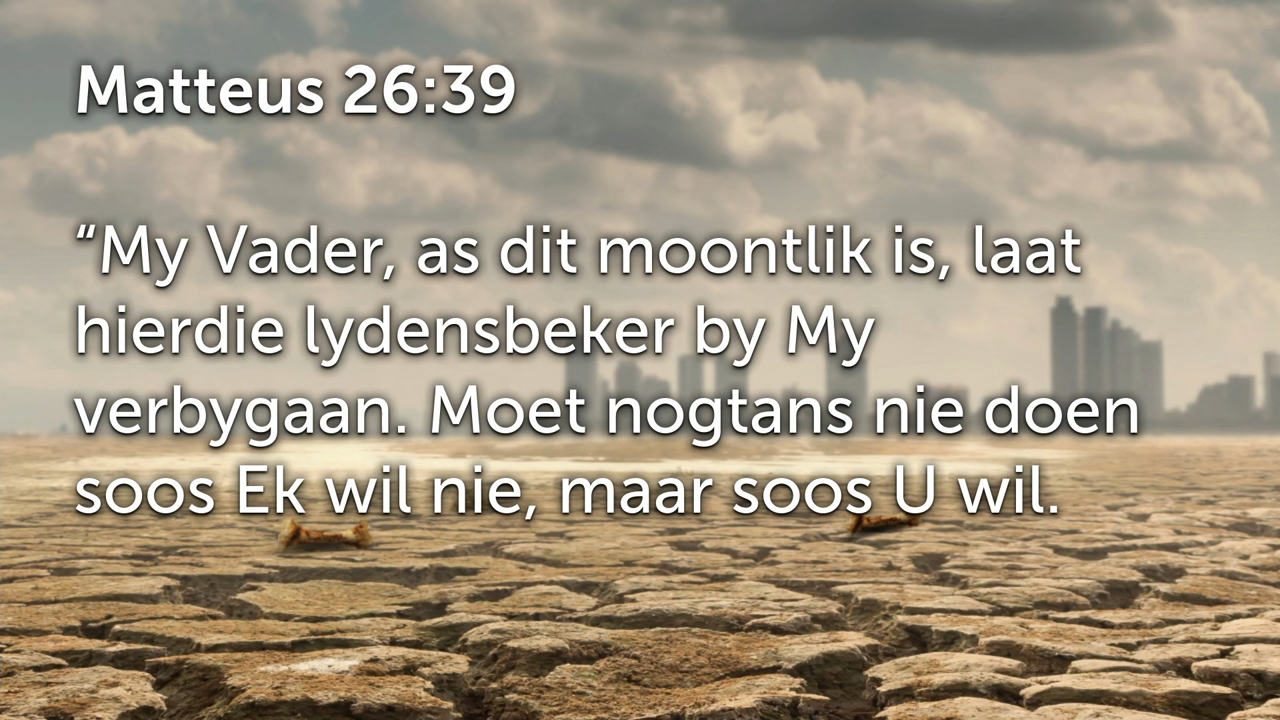 Matteus 26:39
“My Vader, as dit moontlik is, laat
hierdie lydensbeker by My
verbygaan. Moet nogtans nie doen
soos Ek wil nie, maar soos U wil.